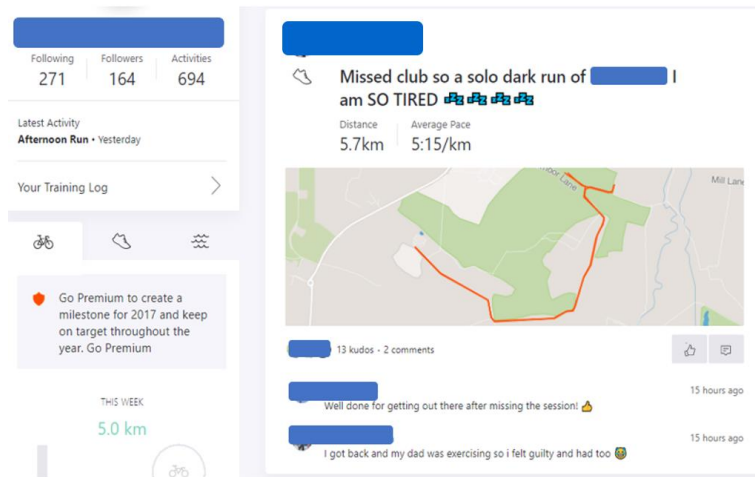 Following Followers Activities
271 164 694
Latest Activity
Afternoon Run • Yesterday
Your Training Log
Go Premium to create a
milestone for 2017 and keep
on target throughout the
year. Go Premium
THIS WEEK
5.0 km
Missed club so a solo dark run of I
am SO TIRED 💤 💤 💤 💤
Distance Average Pace
5.7km 5:15/km
Lane
Mill Lane
13 kudos · 2 comments
15 hours ago
Well done for getting out there after missing the session! 👍
15 hours ago
I got back and my dad was exercising so i felt guilty and had too